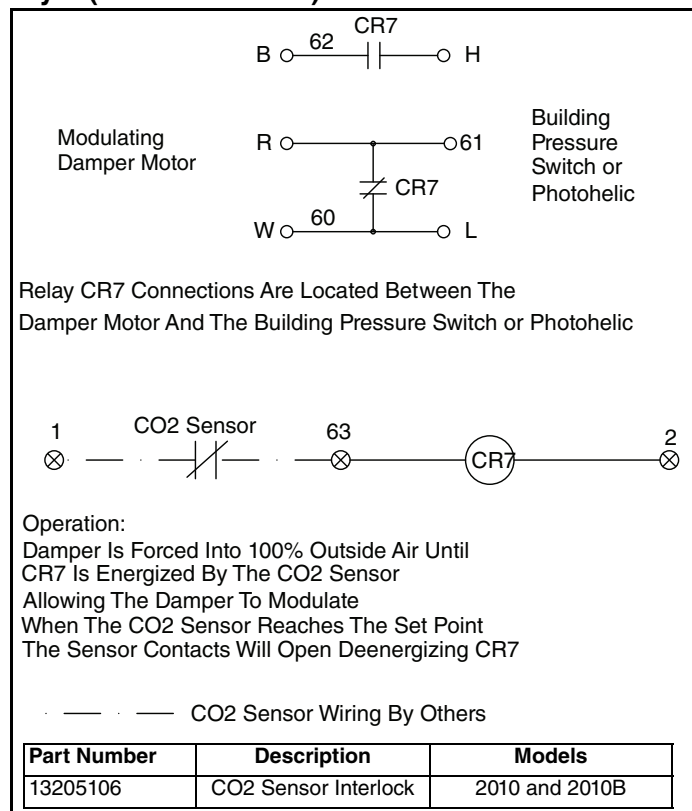 CR7
B 62 H
Modulating
Damper Motor
R 61
CR7
W 60 L
Building
Pressure
Switch or
Photohelic
Relay CR7 Connections Are Located Between The
Damper Motor And The Building Pressure Switch or Photohelic
1 CO2 Sensor 63 CR7 2
Operation:
Damper Is Forced Into 100% Outside Air Until
CR7 Is Energized By The CO2 Sensor
Allowing The Damper To Modulate
When The CO2 Sensor Reaches The Set Point
The Sensor Contacts Will Open Deenergizing CR7
CO2 Sensor Wiring By Others
Part Number Description Models
13205106 CO2 Sensor Interlock 2010 and 2010B